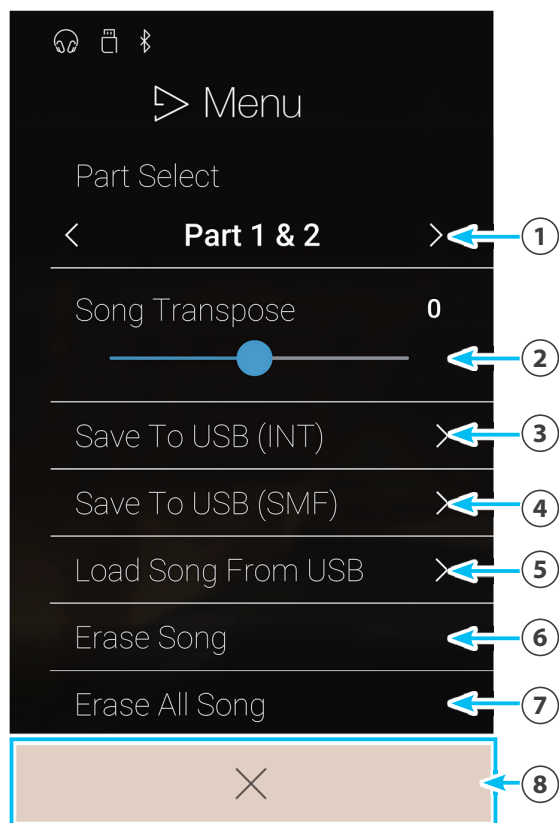 Menu
Part Select
Part 1 & 2
1
Song Transpose 0
2
Save To USB (INT)
3
Save To USB (SMF)
4
Load Song From USB
5
Erase Song
6
Erase All Song
7
8